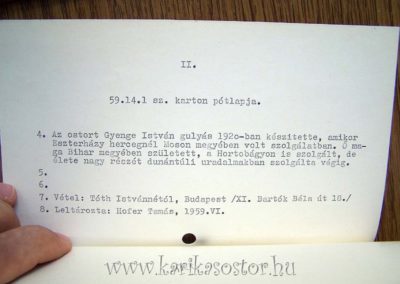 II.
59.14.1 sz. karton pótlapja.
4. Az ostort Gyenge István gulyás 192o-ban készitette, amikor
Eszterházy hercegnél Moson megyében volt szolgálatban. Ő ma-
ga Bihar megyében született, a Hortobágyon is szolgált, de
élete nagy részét dunántúli uradalmakban szolgálta végig.
5.
6.
7. Vétel: Tóth Istvánnétól, Budapest /XI. Bartók Béla út 18./
8. Leltározta: Hofer Tamás, 1959.VI.
www.karikasostor.hu